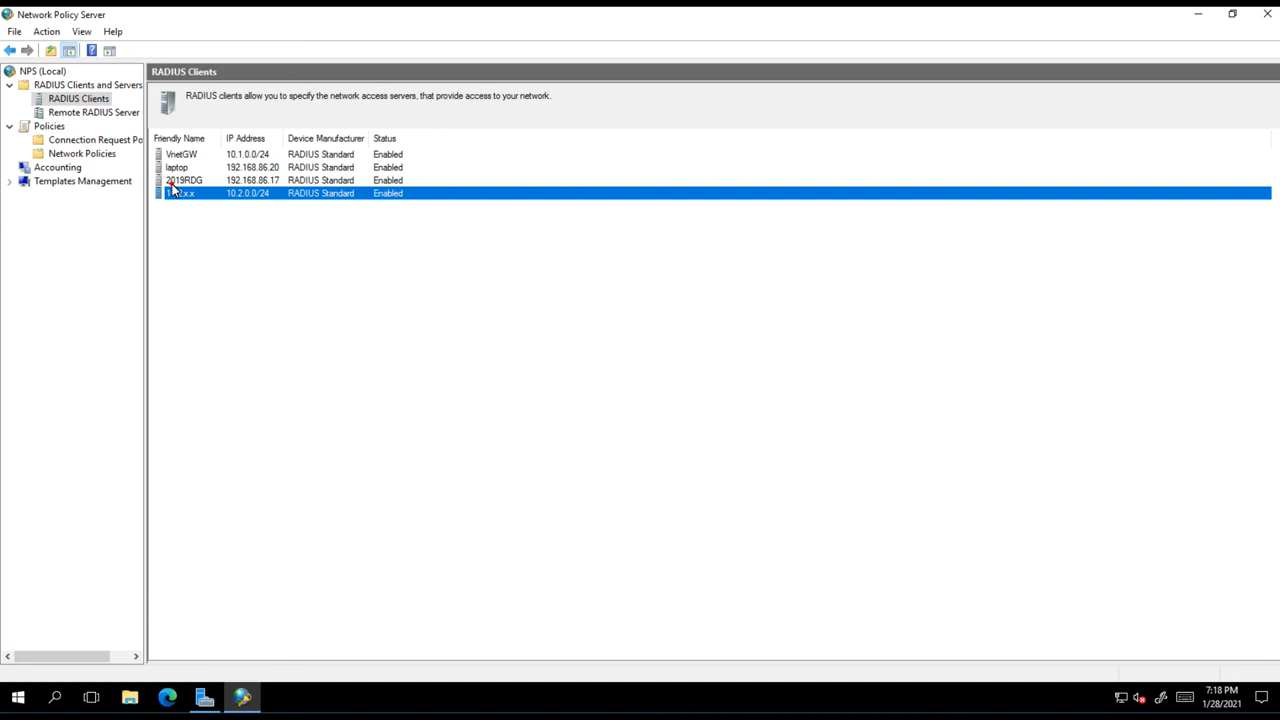 Network Policy Server
File Action View Help
NPS (Local)
RADIUS Clients and Servers
RADIUS Clients
Remote RADIUS Server
Policies
Connection Request Po
Network Policies
Accounting
Templates Management
RADIUS Clients
RADIUS clients allow you to specify the network access servers, that provide access to your network.
Friendly Name IP Address Device Manufacturer Status
VnetGW 10.1.0.0/24 RADIUS Standard Enabled
laptop 192.168.86.20 RADIUS Standard Enabled
2019RDG 192.168.86.17 RADIUS Standard Enabled
10.2.0.0/24 RADIUS Standard Enabled
7:18 PM
1/28/2021